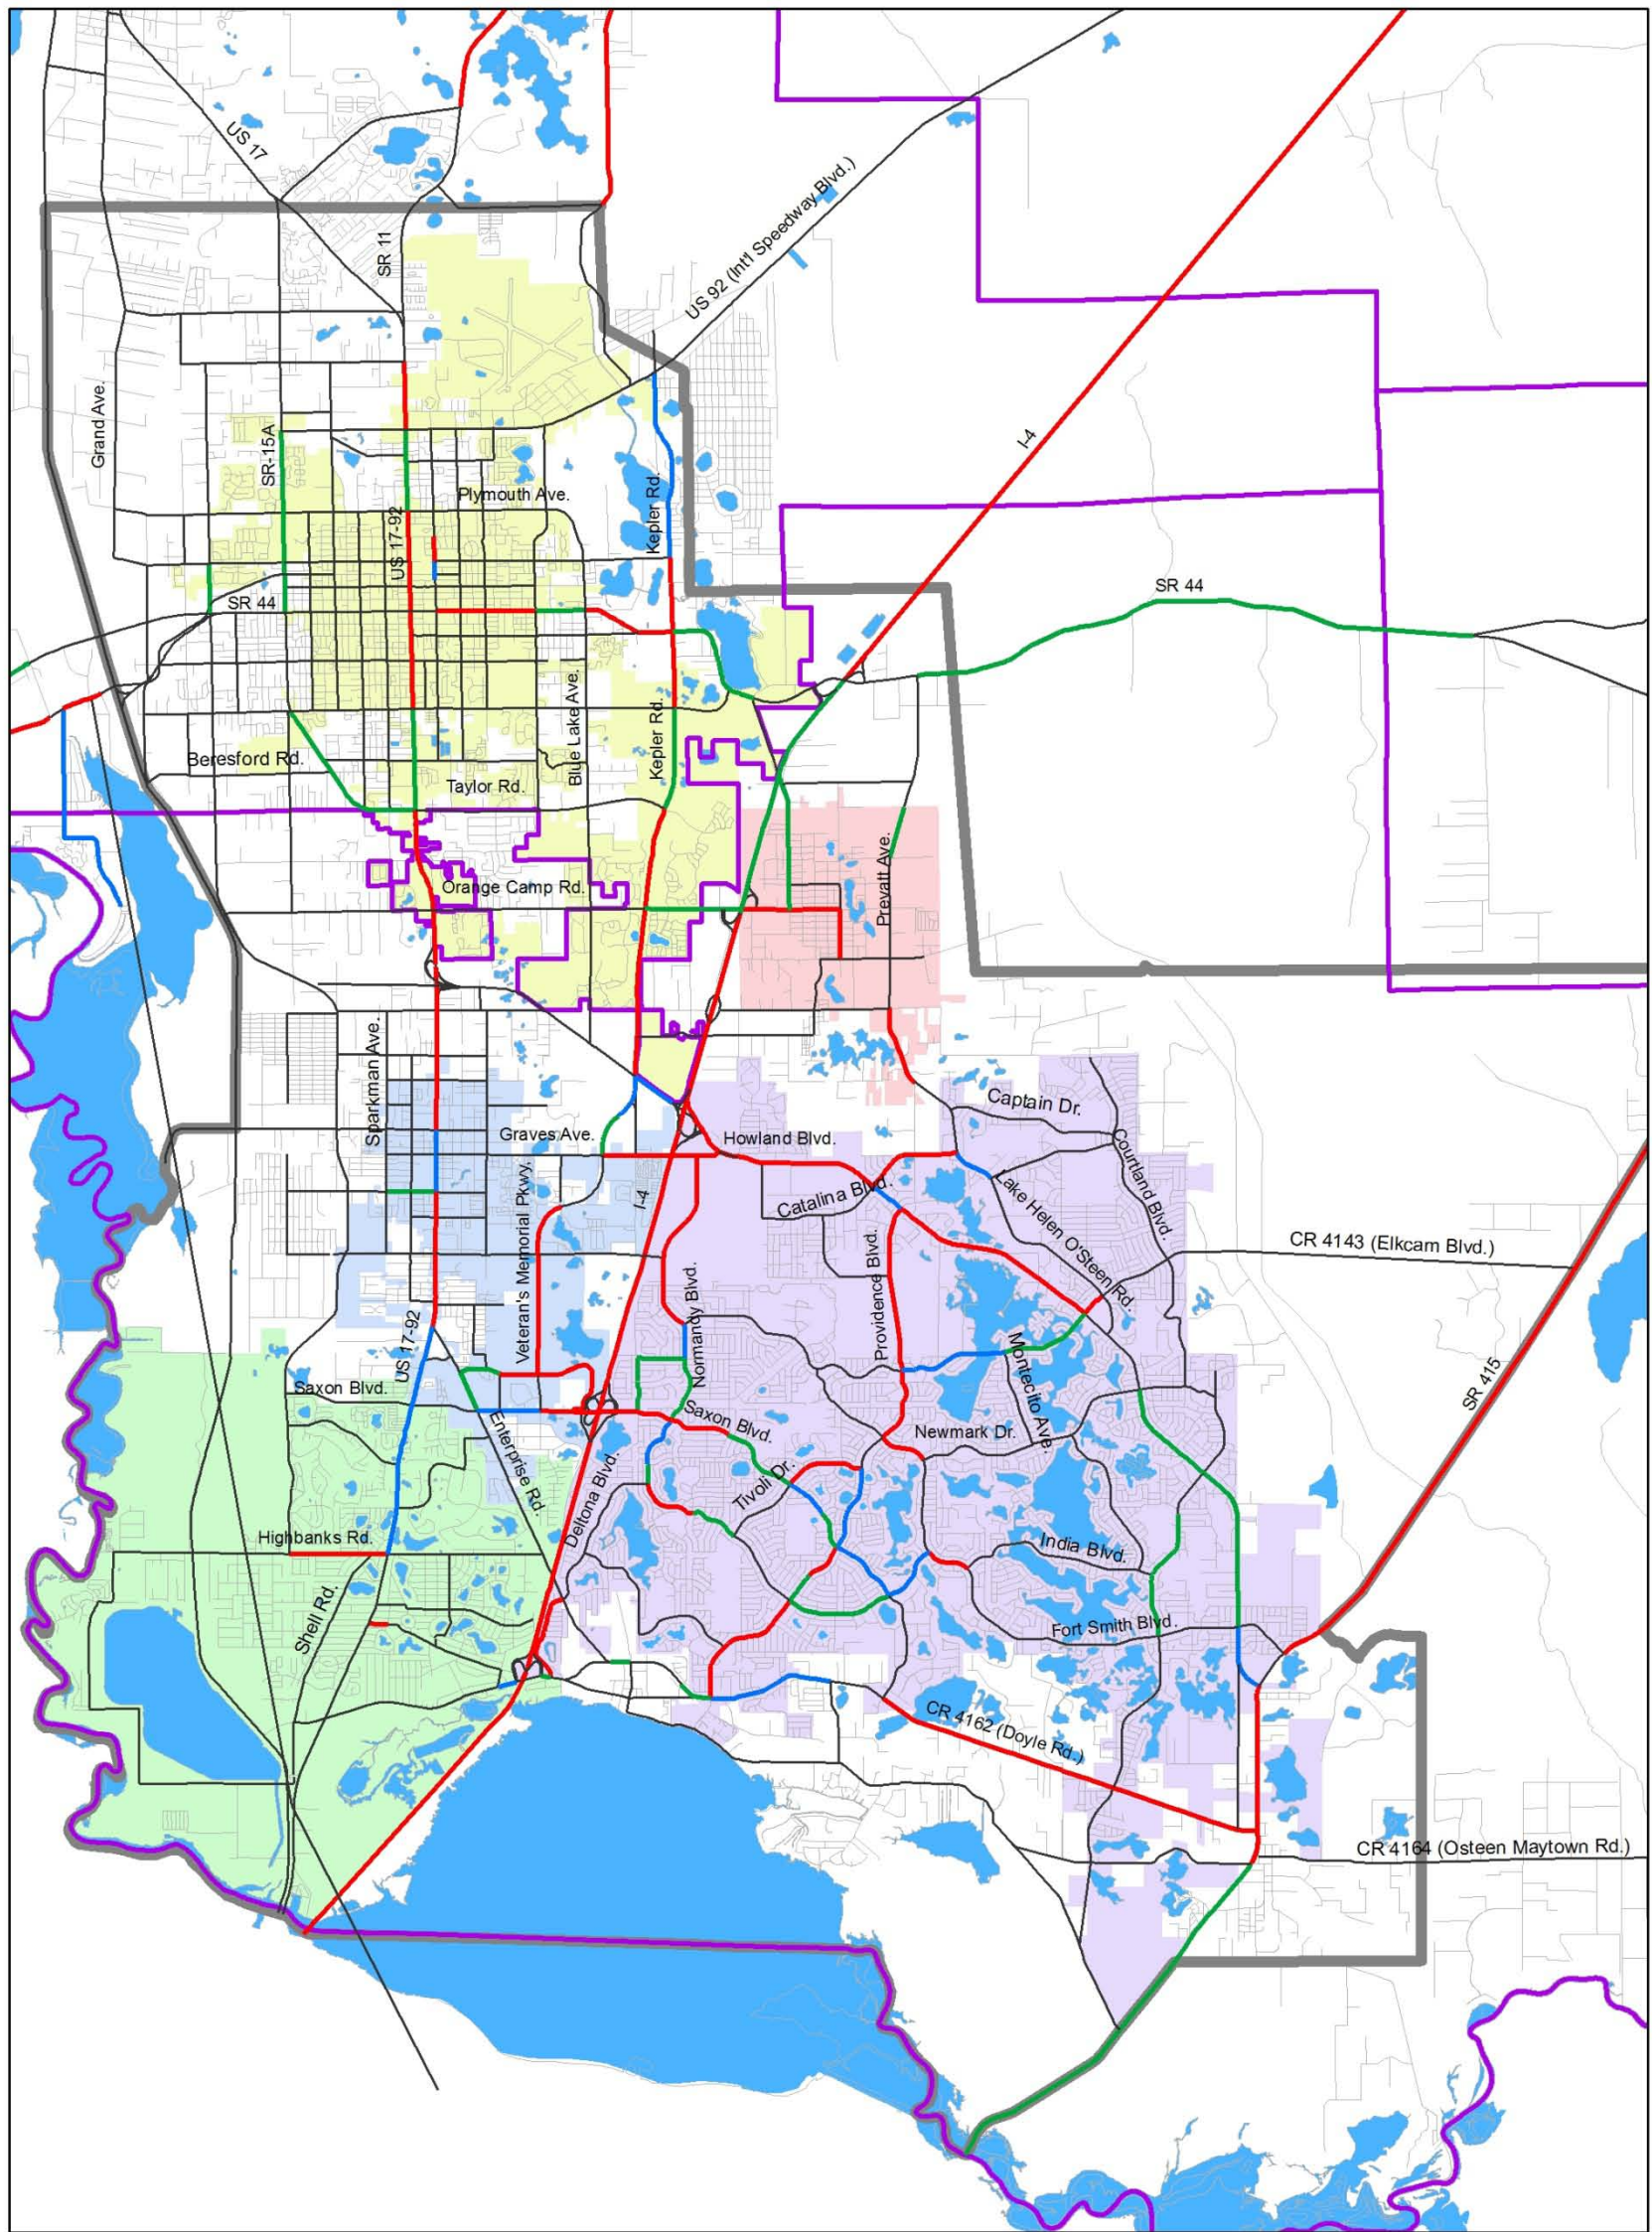 US 17
SR 11
US 92 (Int'l Speedway Blvd.)
Grand Ave.
SR-15A
I-4
Plymouth Ave.
Kepler Rd.
US 17-92
SR 44
SR 44
Blue Lake Ave.
Kepler Rd.
Beresford Rd.
Taylor Rd.
Prevatt Ave.
Orange Camp Rd.
Sparkman Ave.
Captain Dr.
Graves Ave.
Howland Blvd.
Courtland Blvd.
Veteran's Memorial Pkwy,
I-4
Catalina Blvd.
Lake Helen O'Steen Rd.
CR 4143 (Elkcam Blvd.)
Providence Blvd.
Normandy Blvd.
US 17-92
Montecito Ave.
SR 415
Saxon Blvd.
Saxon Blvd.
Enterprise Rd.
Newmark Dr.
Tivoli Dr.
Deltona Blvd.
Highbanks Rd.
India Blvd.
Shell Rd.
Fort Smith Blvd.
CR 4162 (Doyle Rd.)
CR 4164 (Osteen Maytown Rd.)